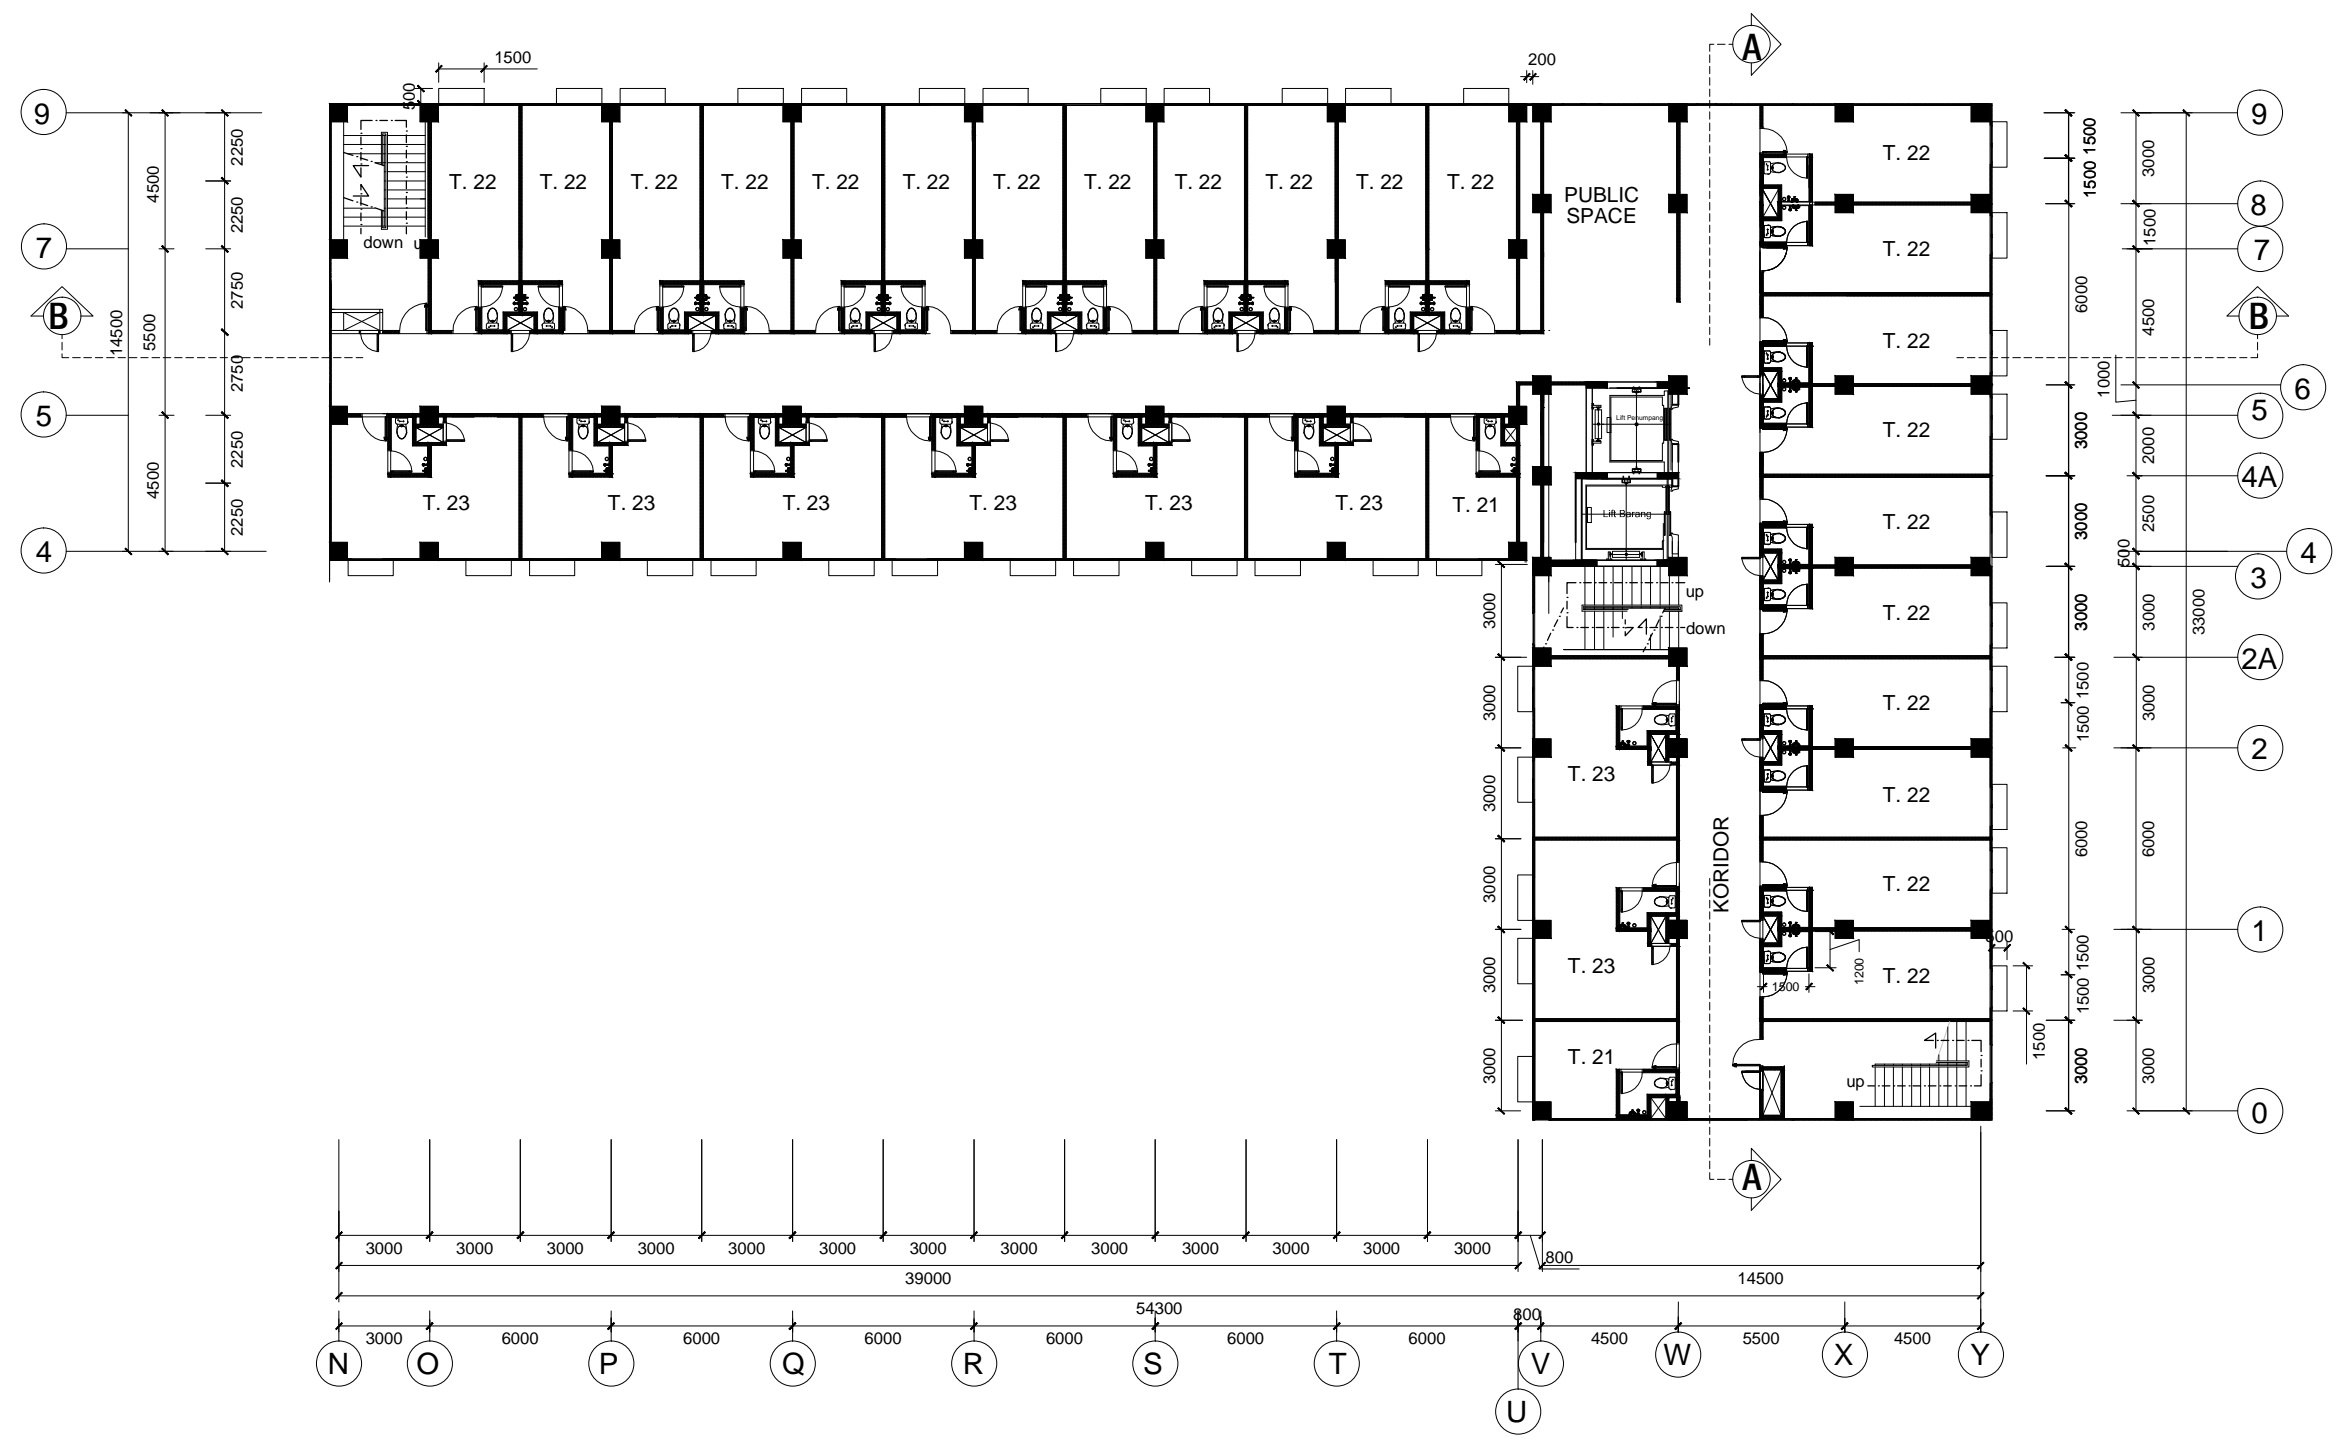 A
1500
200
500
9
9
2250
4500
2250
T. 22
T. 22
T. 22
T. 22
T. 22
T. 22
T. 22
T. 22
T. 22
T. 22
T. 22
T. 22
PUBLIC
SPACE
T. 22
1500
1500
3000
8
down
7
1500
7
T. 22
B
14500
5500
2750
2750
T. 22
6000
4500
B
1000
6
5
5
Lift Penumpang
T. 22
3000
2000
4500
2250
2250
T. 23
T. 23
T. 23
T. 23
T. 23
T. 23
T. 21
Lift Barang
4A
T. 22
3000
2500
4
500
4
3
up
down
3000
T. 22
3000
3000
33000
2A
3000
T. 22
1500
1500
3000
2
3000
T. 23
T. 22
6000
6000
KORIDOR
3000
T. 22
1
3000
T. 23
1200
1500
T. 22
1500
1500
3000
1500
3000
T. 21
up
3000
3000
0
A
3000
3000
3000
3000
3000
3000
3000
3000
3000
3000
3000
3000
3000
800
39000
14500
54300
800
3000
6000
6000
6000
6000
6000
6000
4500
5500
4500
N
O
P
Q
R
S
T
V
W
X
Y
U